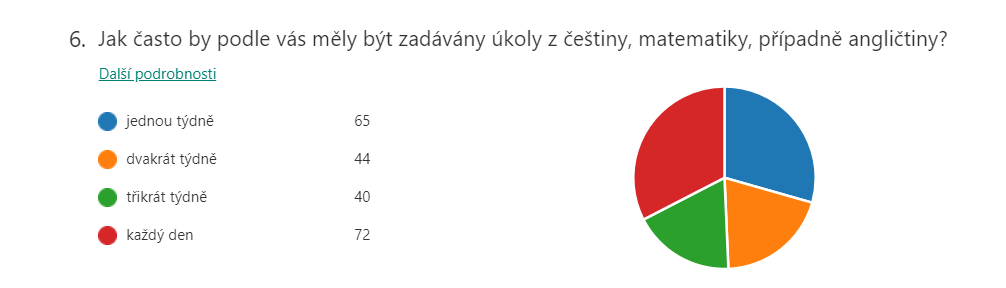 6. Jak často by podle vás měly být zadávány úkoly z češtiny, matematiky, případně angličtiny?
Další podrobnosti
jednou týdně 65
dvakrát týdně 44
třikrát týdně 40
každý den 72